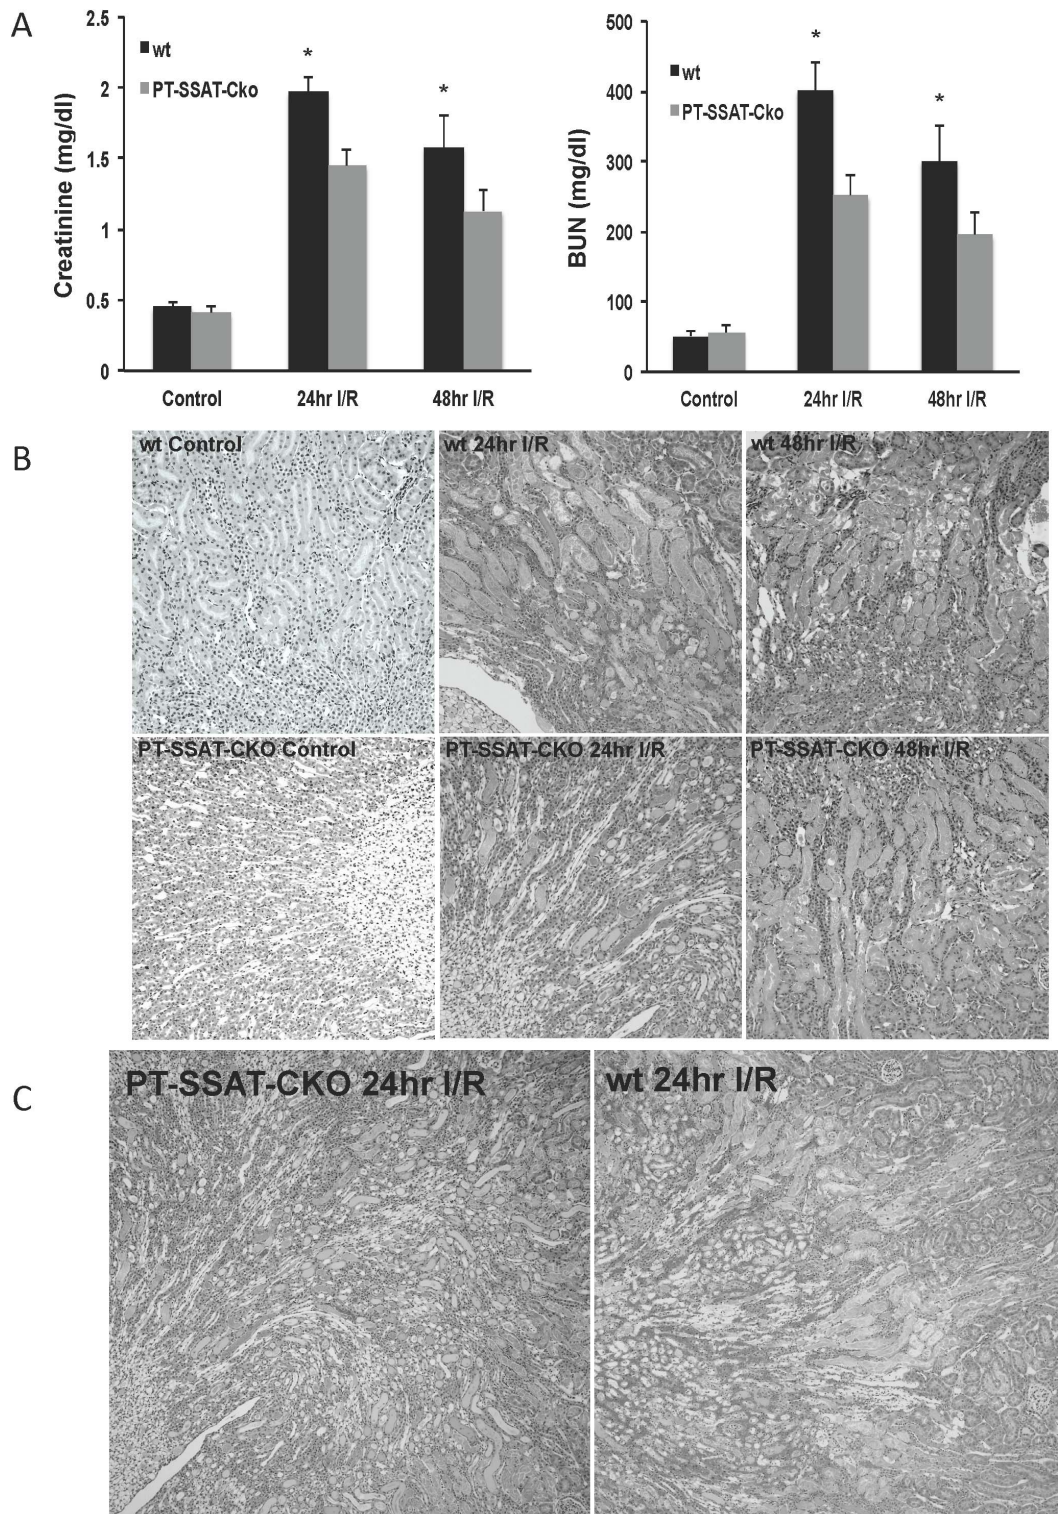 A
Creatinine (mg/dl)
2.5
2
1.5
1
0.5
0
wt
PT-SSAT-Cko
*
*
Control
24hr I/R
48hr I/R
BUN (mg/dl)
500
400
300
200
100
0
wt
PT-SSAT-Cko
*
*
Control
24hr I/R
48hr I/R
B
wt Control
wt 24hr I/R
wt 48hr I/R
PT-SSAT-CKO Control
PT-SSAT-CKO 24hr I/R
PT-SSAT-CKO 48hr I/R
C
PT-SSAT-CKO 24hr I/R
wt 24hr I/R